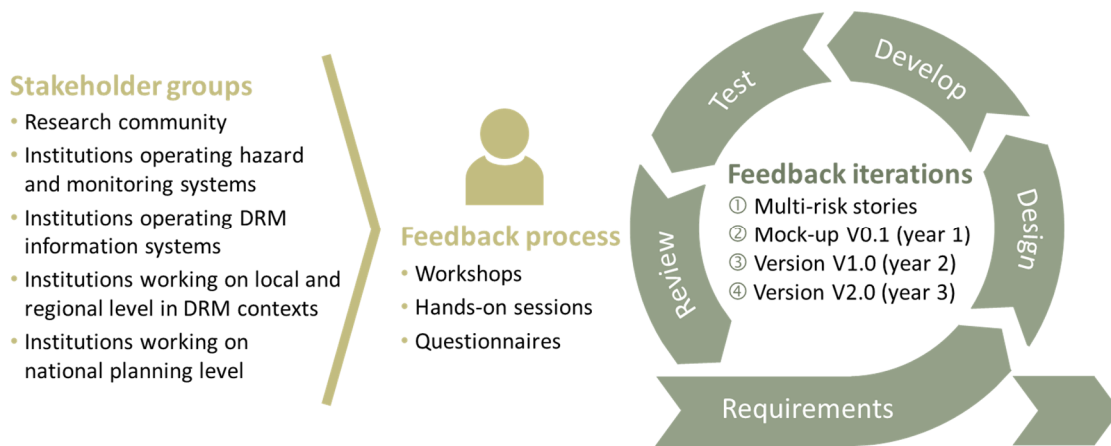 Stakeholder groups
• Research community
• Institutions operating hazard
and monitoring systems
• Institutions operating DRM
information systems
• Institutions working on local and
regional level in DRM contexts
• Institutions working on
national planning level
Feedback process
• Workshops
• Hands-on sessions
• Questionnaires
Feedback iterations
① Multi-risk stories
② Mock-up V0.1 (year 1)
③ Version V1.0 (year 2)
④ Version V2.0 (year 3)
Requirements
Design
Develop
Test
Review